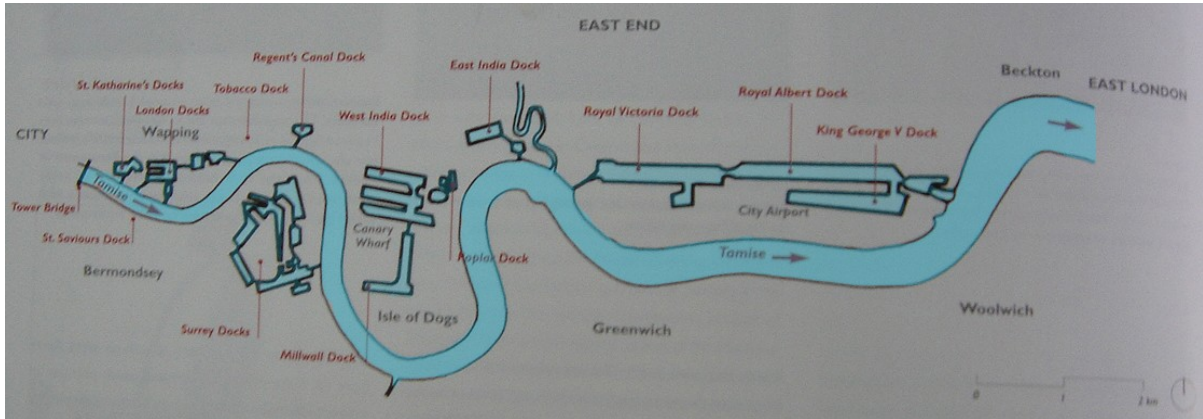 EAST END
Regent's Canal Dock
East India Dock
St. Katharine's Docks
Tobacco Dock
Beckton
EAST LONDON
London Docks
West India Dock
Royal Victoria Dock
Royal Albert Dock
CITY
Wapping
King George V Dock
Tamise
Tower Bridge
City Airport
St. Saviours Dock
Canary
Wharf
Poplar Dock
Tamise
Bermondsey
Isle of Dogs
Surrey Docks
Greenwich
Woolwich
Millwall Dock
0 1 2 km